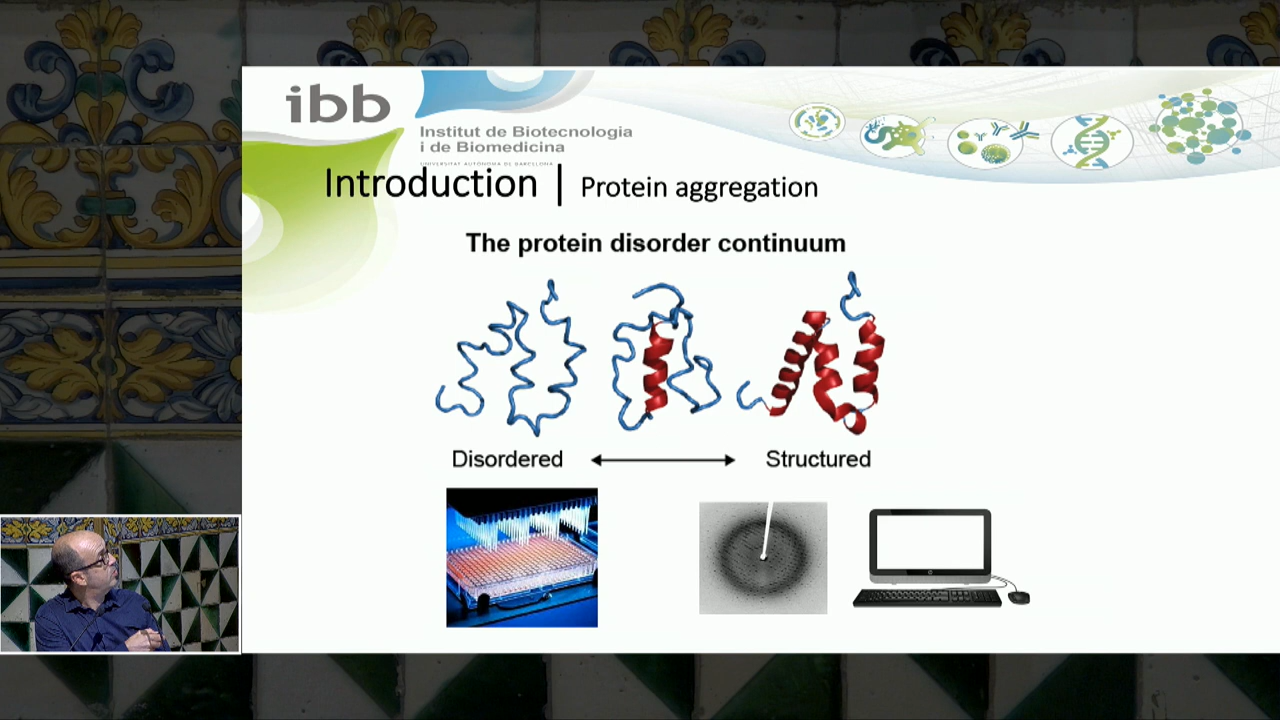 ibb
Institut de Biotecnologia
i de Biomedicina
UNIVERSITAT AUTÒNOMA DE BARCELONA
Introduction | Protein aggregation
The protein disorder continuum
Disordered
Structured